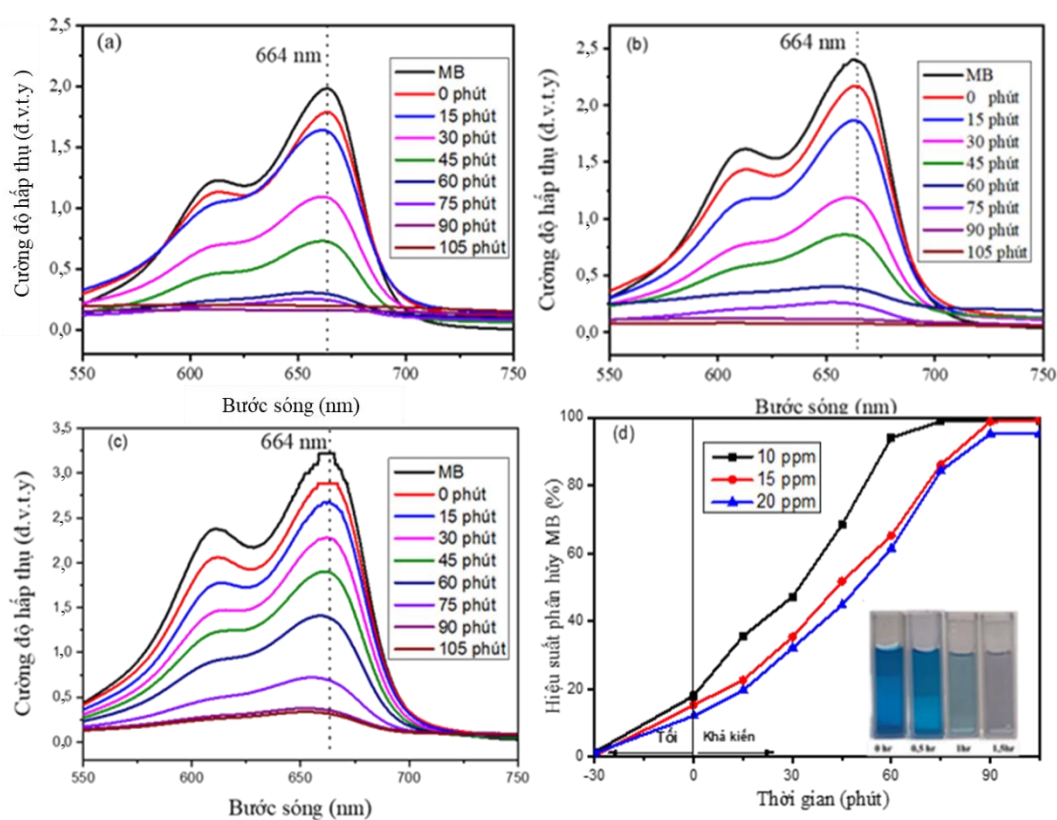 (a)
664 nm
MB
0 phút
15 phút
30 phút
45 phút
60 phút
75 phút
90 phút
105 phút
Cường độ hấp thụ (đ.v.t.y )
2,5
2,0
1,5
1,0
0,5
0,0
550 600 650 700 750
Bước sóng (nm)
(b)
664 nm
MB
0 phút
15 phút
30 phút
45 phút
60 phút
75 phút
90 phút
105 phút
Cường độ hấp thụ (đ.v.t.y)
2,5
2,0
1,5
1,0
0,5
0,0
550 600 650 700 750
Bước sóng (nm)
(c)
664 nm
MB
0 phút
15 phút
30 phút
45 phút
60 phút
75 phút
90 phút
105 phút
Cường độ hấp thụ (đ.v.t.y)
3,5
3,0
2,5
2,0
1,5
1,0
0,5
0,0
550 600 650 700 750
Bước sóng (nm)
(d)
10 ppm
15 ppm
20 ppm
Hiệu suất phân hủy MB (%)
100
80
60
40
20
0
Tối
Khả kiến
0 hr 0,5 hr 1hr 1,5hr
-30 0 30 60 90
Thời gian (phút)